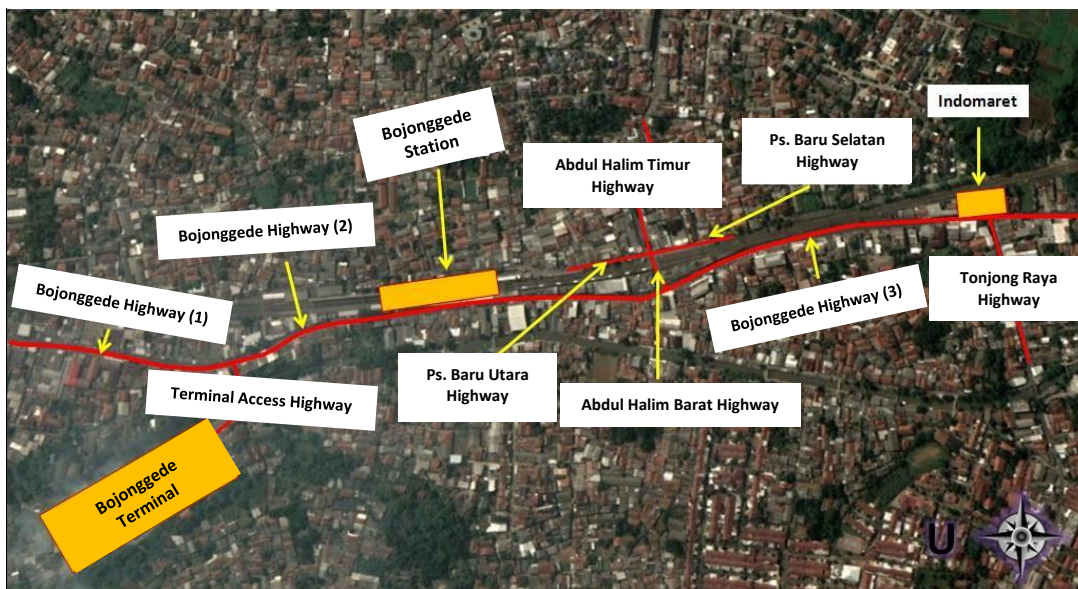 Indomaret
Bojonggede
Station
Ps. Baru Selatan
Highway
Abdul Halim Timur
Highway
Bojonggede Highway (2)
Bojonggede Highway (1)
Tonjong Raya
Highway
Bojonggede Highway (3)
Ps. Baru Utara
Highway
Abdul Halim Barat Highway
Terminal Access Highway
Bojonggede
Terminal
U